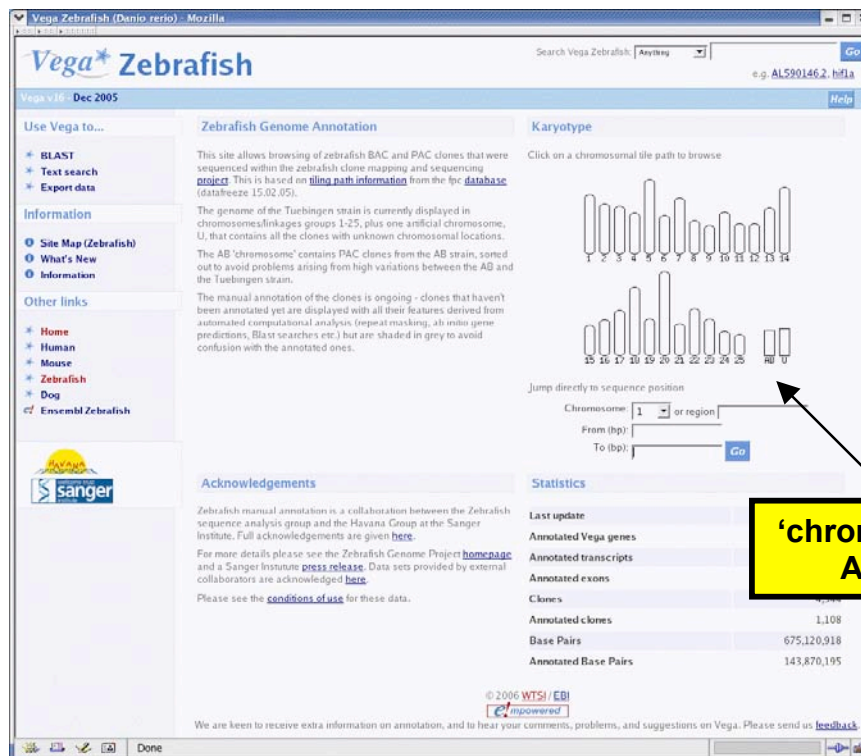 Vega Zebrafish (Danio rerio) - Mozilla
Vega* Zebrafish
Search Vega Zebrafish: Anything
Go
e.g. AL590146.2, hif1a
Vega v16 - Dec 2005
Help
Use Vega to...
BLAST
Text search
Export data
Information
Site Map (Zebrafish)
What's New
Information
Other links
Home
Human
Mouse
Zebrafish
Dog
Ensembl Zebrafish
HAVANA
sanger
Zebrafish Genome Annotation
This site allows browsing of zebrafish BAC and PAC clones that were
sequenced within the zebrafish clone mapping and sequencing
project. This is based on tiling path information from the fpc database
(datafreeze 15.02.05).
The genome of the Tuebingen strain is currently displayed in
chromosomes/linkages groups 1-25, plus one artificial chromosome,
U, that contains all the clones with unknown chromosomal locations.
The AB 'chromosome' contains PAC clones from the AB strain, sorted
out to avoid problems arising from high variations between the AB and
the Tuebingen strain.
The manual annotation of the clones is ongoing - clones that haven't
been annotated yet are displayed with all their features derived from
automated computational analysis (repeat masking, ab initio gene
predictions, Blast searches etc.) but are shaded in grey to avoid
confusion with the annotated ones.
Karyotype
Click on a chromosomal tile path to browse
1 2 3 4 5 6 7 8 9 10 11 12 13 14
15 16 17 18 19 20 21 22 23 24 25 AB U
Jump directly to sequence position
Chromosome: 1 or region
From (bp):
To (bp):
Go
Acknowledgements
Zebrafish manual annotation is a collaboration between the Zebrafish
sequence analysis group and the Havana Group at the Sanger
Institute. Full acknowledgements are given here.
For more details please see the Zebrafish Genome Project homepage
and a Sanger Instutute press release. Data sets provided by external
collaborators are acknowledged here.
Please see the conditions of use for these data.
Statistics
Last update
Annotated Vega genes
Annotated transcripts
Annotated exons
Clones
Annotated clones 1,108
Base Pairs 675,120,918
Annotated Base Pairs 143,870,195
'chrom
A
© 2006 WTSI / EBI
e! mpowered
We are keen to receive extra information on annotation, and to hear your comments, problems, and suggestions on Vega. Please send us feedback.
Done